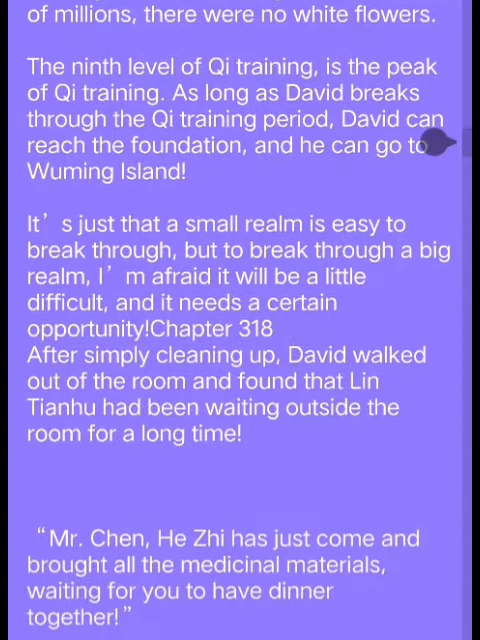 of millions, there were no white flowers.
The ninth level of Qi training, is the peak
of Qi training. As long as David breaks
through the Qi training period, David can
reach the foundation, and he can go to
Wuming Island!
It’s just that a small realm is easy to
break through, but to break through a big
realm, I’m afraid it will be a little
difficult, and it needs a certain
opportunity!Chapter 318
After simply cleaning up, David walked
out of the room and found that Lin
Tianhu had been waiting outside the
room for a long time!
“Mr. Chen, He Zhi has just come and
brought all the medicinal materials,
waiting for you to have dinner
together!”